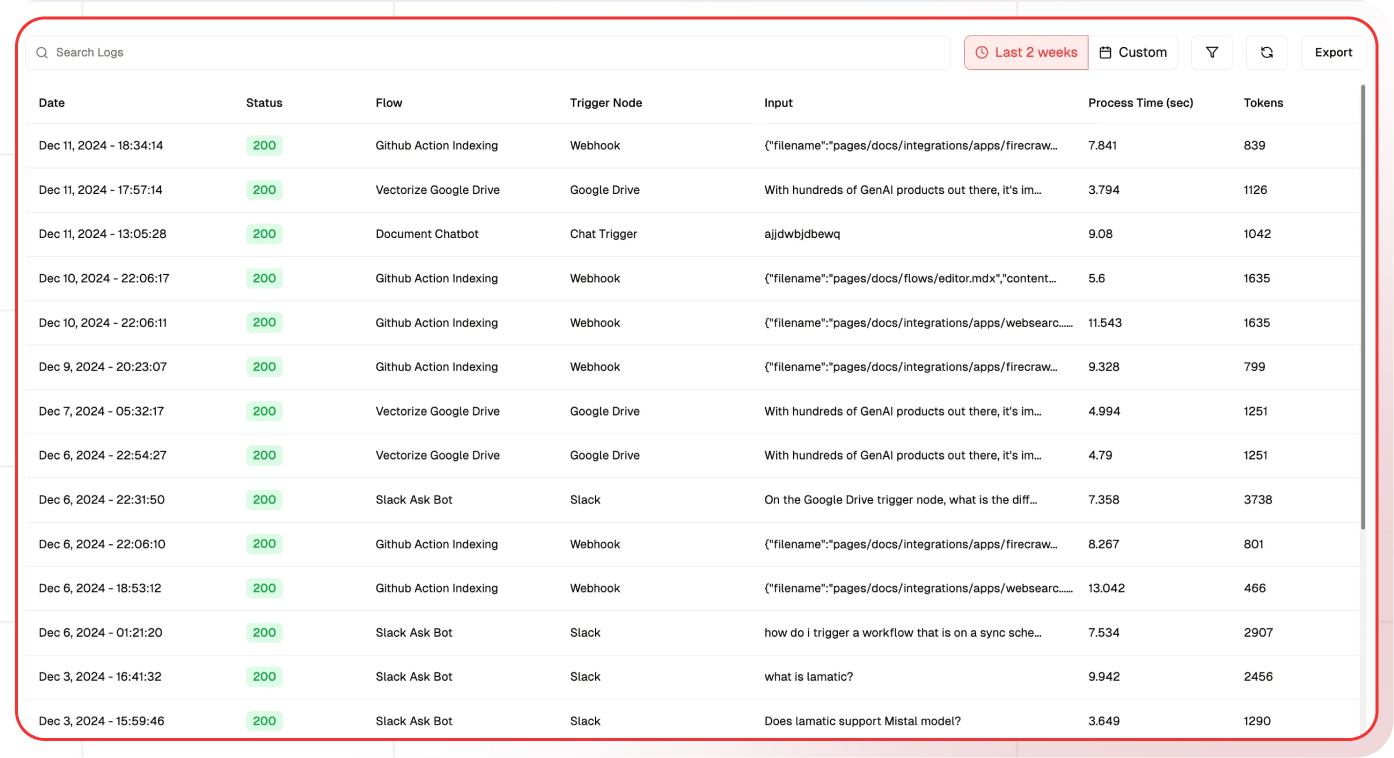 Search Logs Last 2 weeks Custom Export
Date Status Flow Trigger Node Input Process Time (sec) Tokens
Dec 11, 2024 - 18:34:14 200 Github Action Indexing Webhook {"filename":"pages/docs/integrations/apps/firecraw... 7.841 839
Dec 11, 2024 - 17:57:14 200 Vectorize Google Drive Google Drive With hundreds of GenAI products out there, it's im... 3.794 1126
Dec 11, 2024 - 13:05:28 200 Document Chatbot Chat Trigger ajjdwbjdbewq 9.08 1042
Dec 10, 2024 - 22:06:17 200 Github Action Indexing Webhook {"filename":"pages/docs/flows/editor.mdx","content... 5.6 1635
Dec 10, 2024 - 22:06:11 200 Github Action Indexing Webhook {"filename":"pages/docs/integrations/apps/websearc...... 11.543 1635
Dec 9, 2024 - 20:23:07 200 Github Action Indexing Webhook {"filename":"pages/docs/integrations/apps/firecraw... 9.328 799
Dec 7, 2024 - 05:32:17 200 Vectorize Google Drive Google Drive With hundreds of GenAI products out there, it's im... 4.994 1251
Dec 6, 2024 - 22:54:27 200 Vectorize Google Drive Google Drive With hundreds of GenAI products out there, it's im... 4.79 1251
Dec 6, 2024 - 22:31:50 200 Slack Ask Bot Slack On the Google Drive trigger node, what is the diff... 7.358 3738
Dec 6, 2024 - 22:06:10 200 Github Action Indexing Webhook {"filename":"pages/docs/integrations/apps/firecraw... 8.267 801
Dec 6, 2024 - 18:53:12 200 Github Action Indexing Webhook {"filename":"pages/docs/integrations/apps/websearc...... 13.042 466
Dec 6, 2024 - 01:21:20 200 Slack Ask Bot Slack how do i trigger a workflow that is on a sync sche... 7.534 2907
Dec 3, 2024 - 16:41:32 200 Slack Ask Bot Slack what is lamatic? 9.942 2456
Dec 3, 2024 - 15:59:46 200 Slack Ask Bot Slack Does lamatic support Mistal model? 3.649 1290